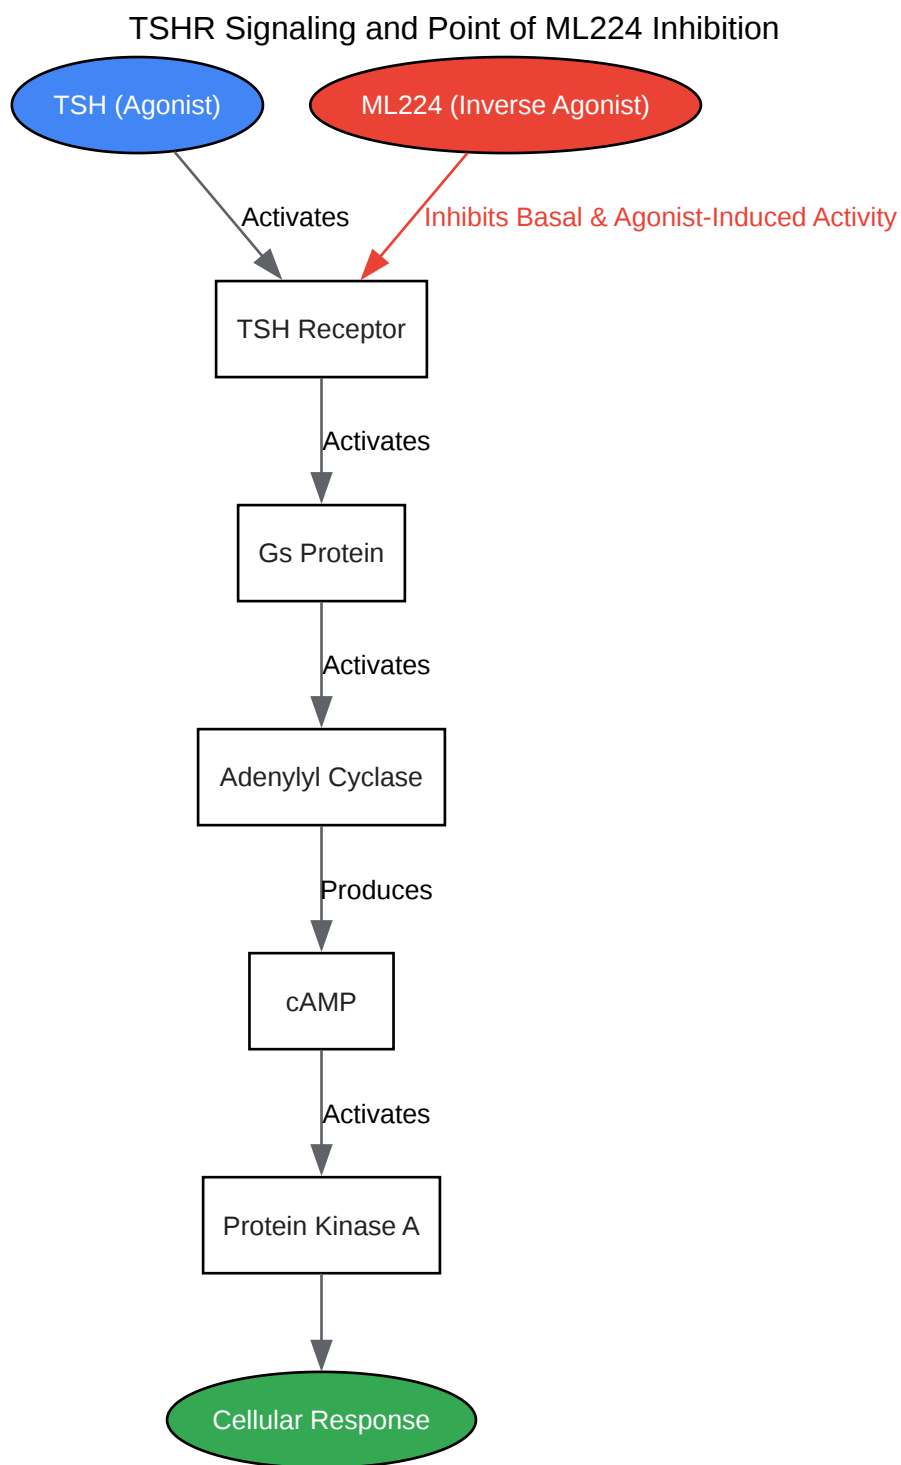 TSHR Signaling and Point of ML224 Inhibition
TSH (Agonist)
ML224 (Inverse Agonist)
Activates
Inhibits Basal & Agonist-Induced Activity
TSH Receptor
Activates
Gs Protein
Activates
Adenylyl Cyclase
Produces
cAMP
Activates
Protein Kinase A
Cellular Response